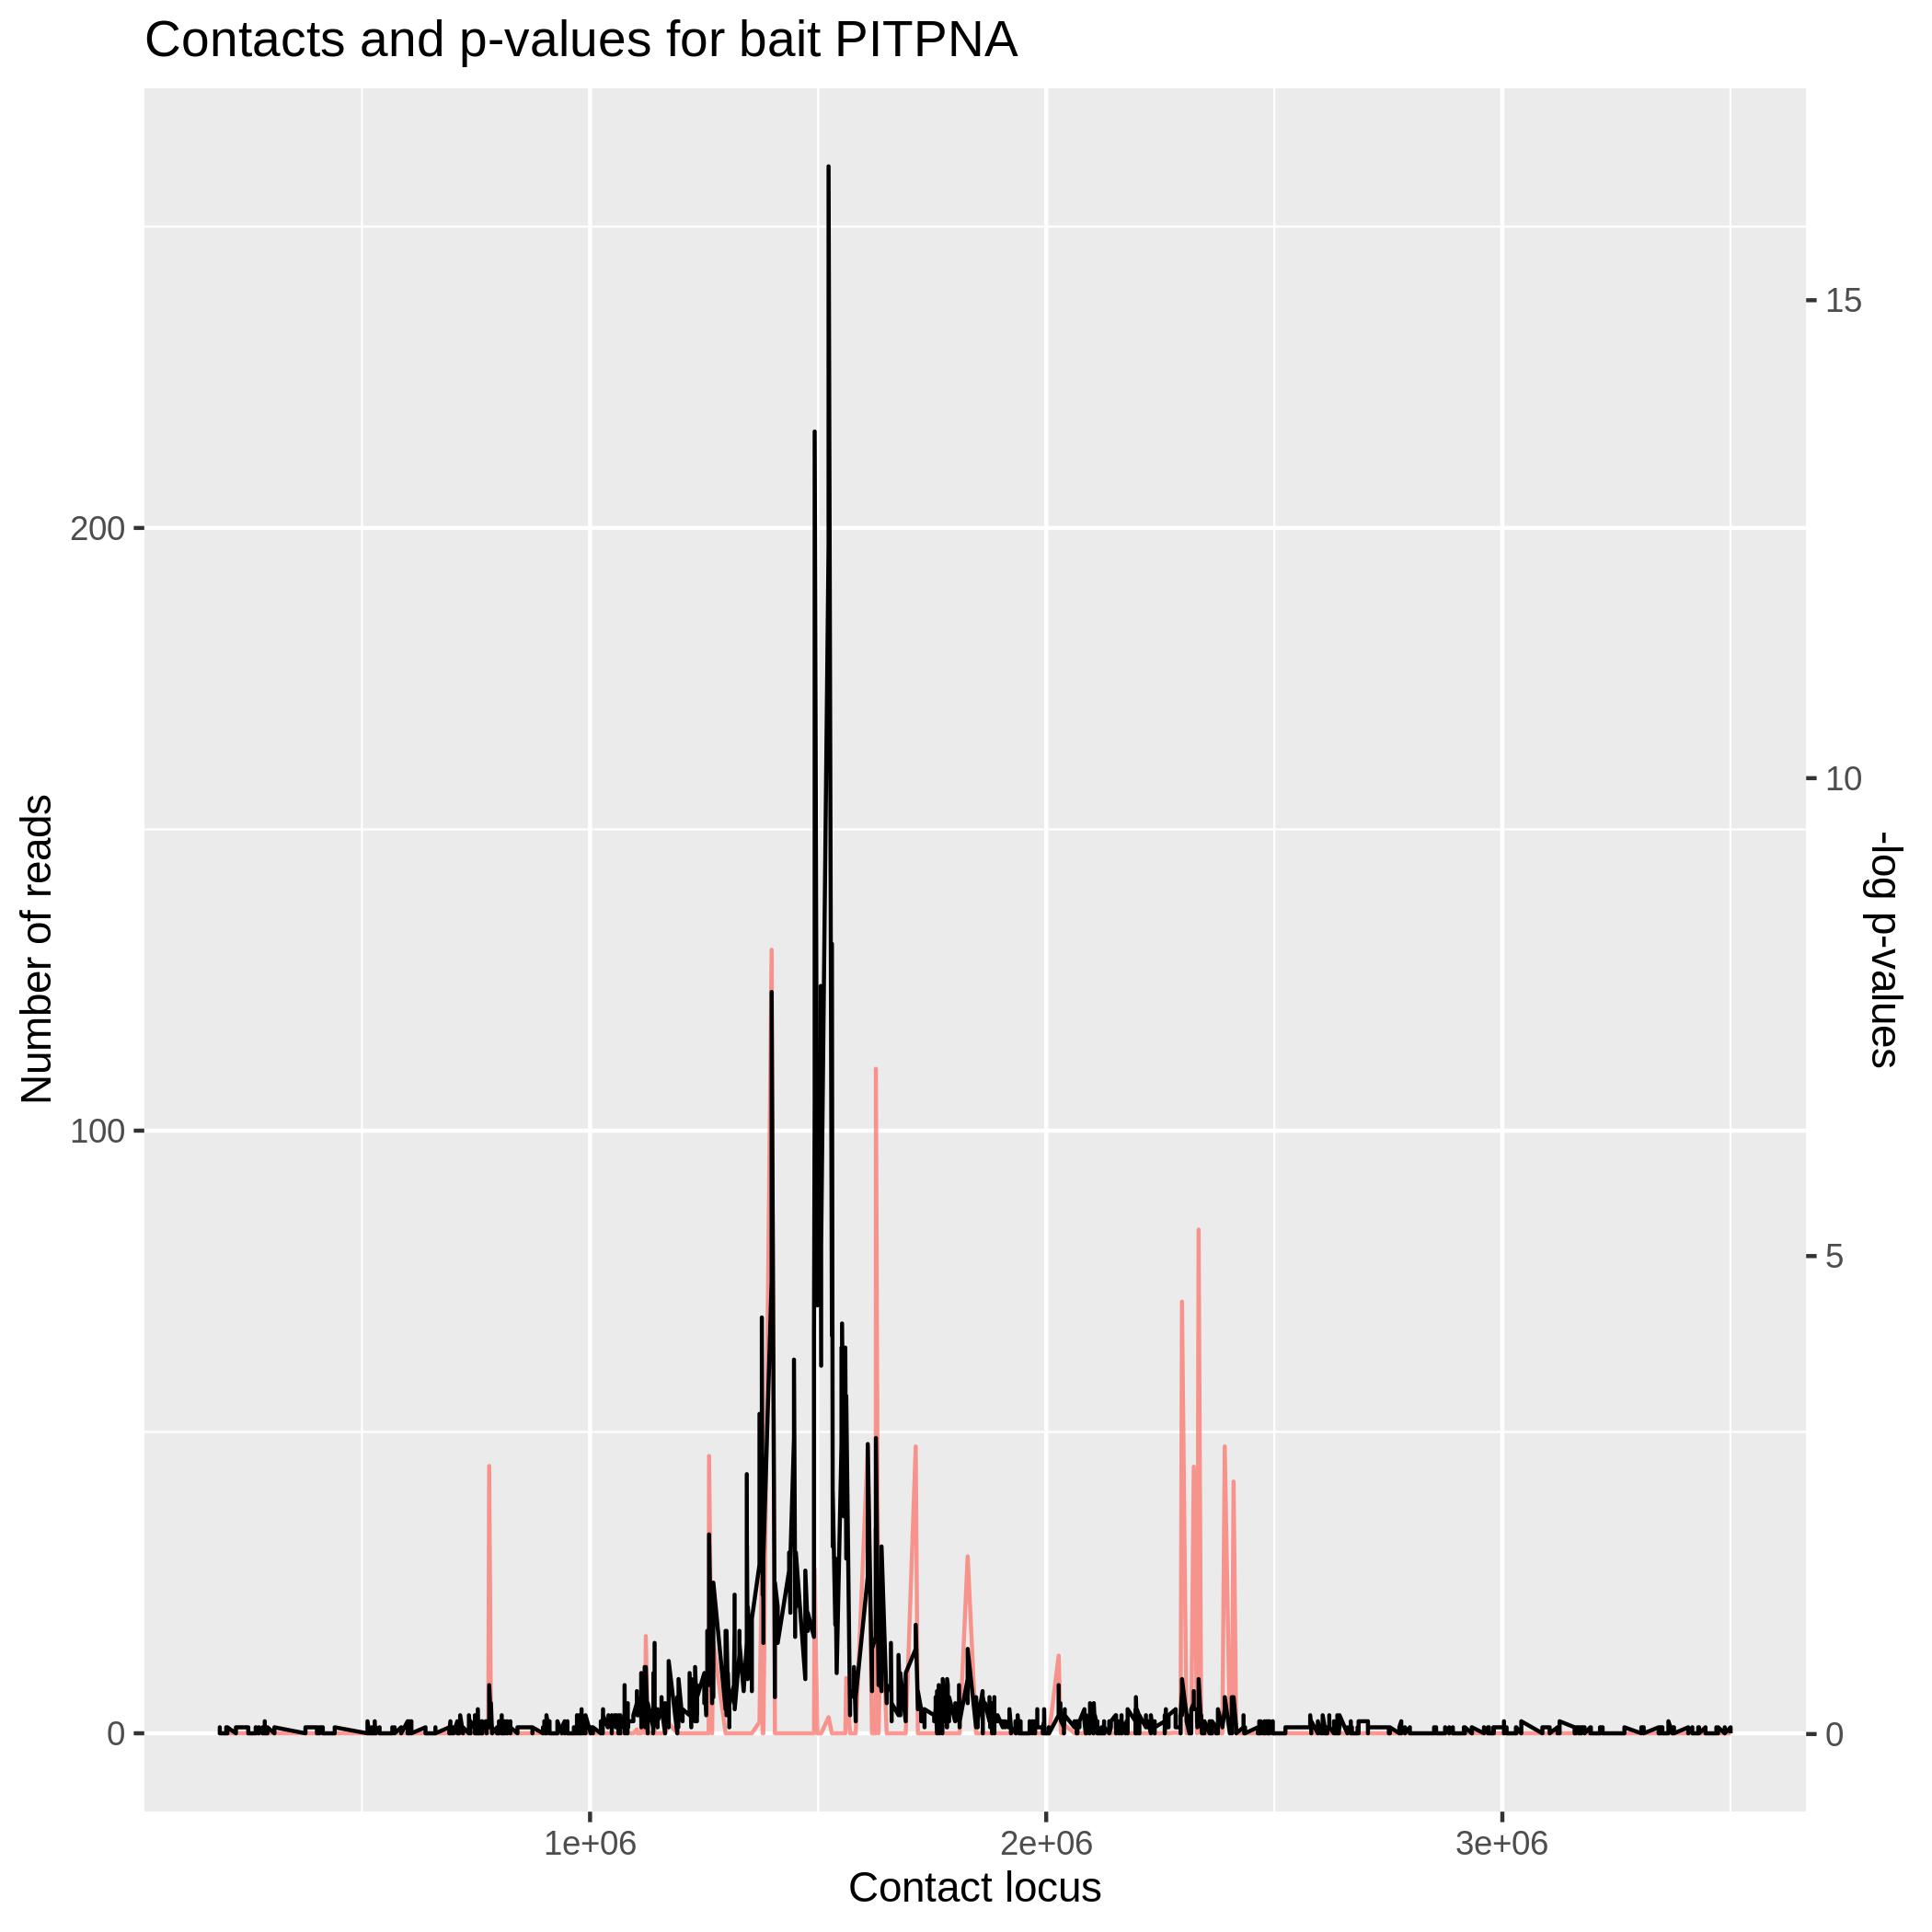 Contacts and p-values for bait PITPNA
Number of reads
200
100
0
15
10
5
0
-log p-values
1e+06
2e+06
3e+06
Contact locus